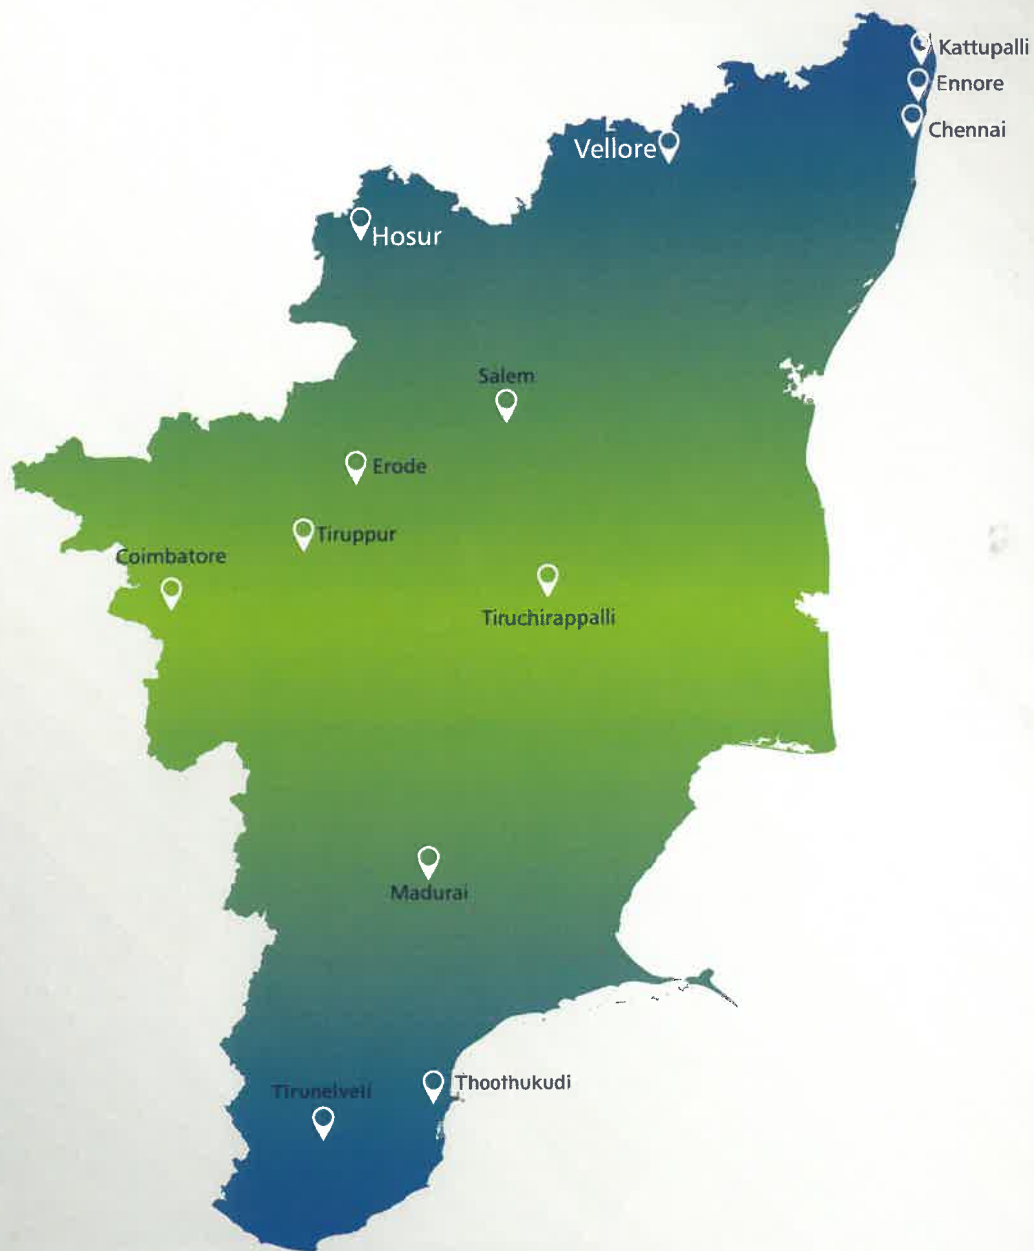 Kattupalli
Ennore
Chennai
Vellore
Hosur
Salem
Erode
Tiruppur
Coimbatore
Tiruchirappalli
Madurai
Thoothukudi
Tirunelveli